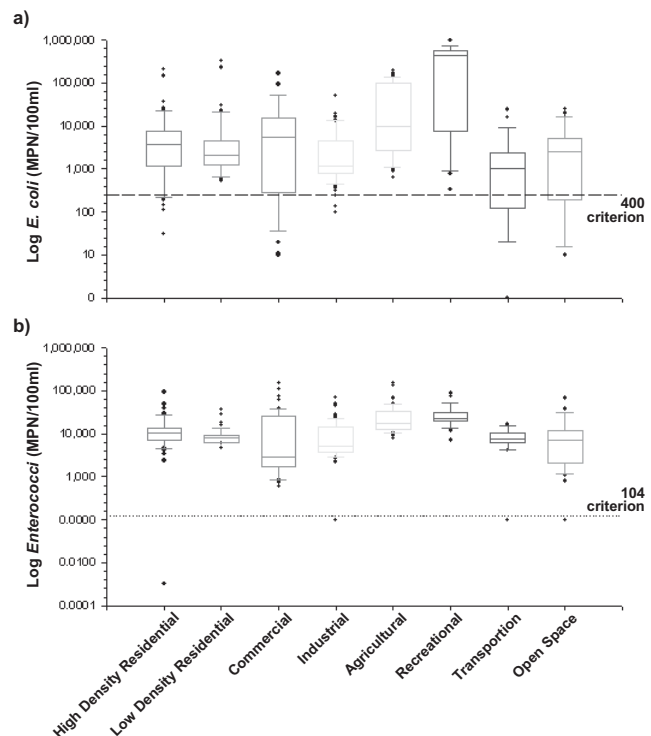 a)
Log E. coli (MPN/100ml)
1,000,000
100,000
10,000
1,000
100
10
0
400
criterion
b)
Log Enterococci (MPN/100ml)
1,000,000
100,000
10,000
1,000
0.0000
0.0100
0.0001
104
criterion
High Density Residential
Low Density Residential
Commercial
Industrial
Agricultural
Recreational
Transportion
Open Space